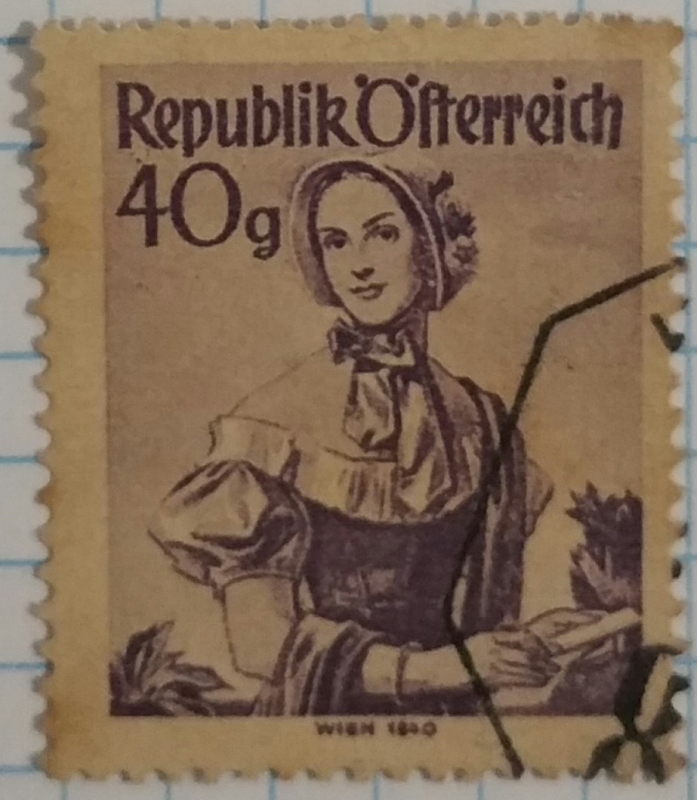 Republik Öſterreich
40g
WIEN 1840